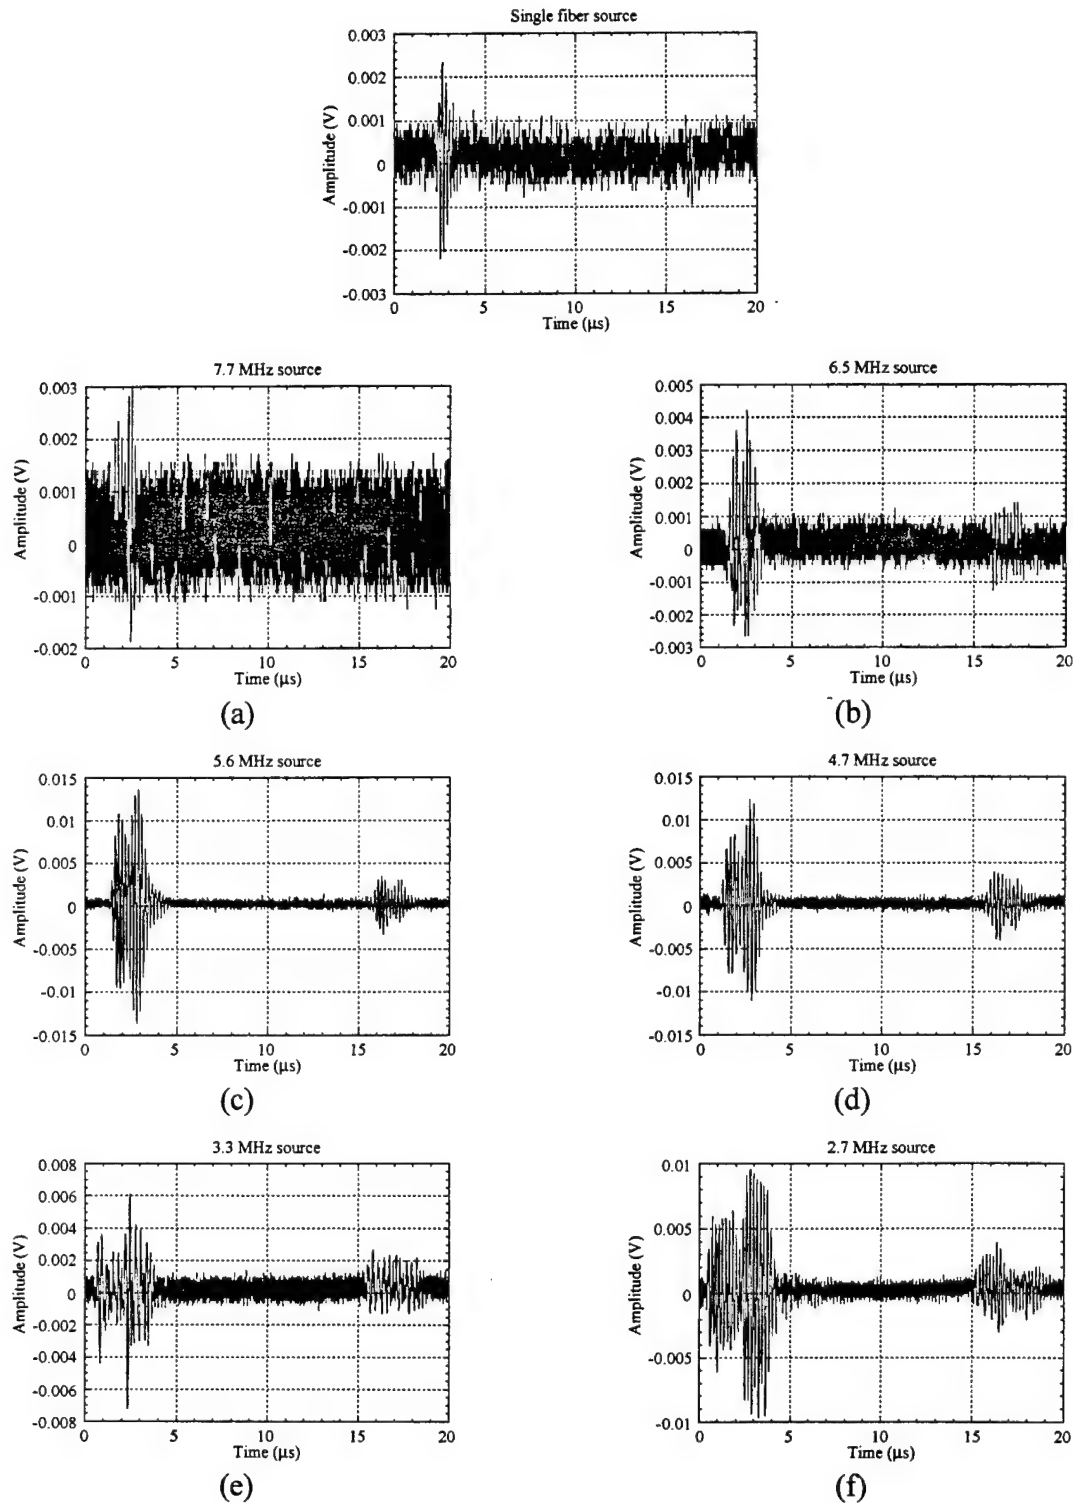 Single fiber source
0.003
0.002
0.001
0
-0.001
-0.002
-0.003
Amplitude (V)
0 5 10 15 20
Time (μs)
7.7 MHz source
0.003
0.002
0.001
0
-0.001
-0.002
Amplitude (V)
0 5 10 15 20
Time (μs)
(a)
6.5 MHz source
0.005
0.004
0.003
0.002
0.001
0
-0.001
-0.002
-0.003
Amplitude (V)
0 5 10 15 20
Time (μs)
(b)
5.6 MHz source
0.015
0.01
0.005
0
-0.005
-0.01
-0.015
Amplitude (V)
0 5 10 15 20
Time (μs)
(c)
4.7 MHz source
0.015
0.01
0.005
0
-0.005
-0.01
-0.015
Amplitude (V)
0 5 10 15 20
Time (μs)
(d)
3.3 MHz source
0.008
0.006
0.004
0.002
0
-0.002
-0.004
-0.006
-0.008
Amplitude (V)
0 5 10 15 20
Time (μs)
(e)
2.7 MHz source
0.01
0.005
0
-0.005
-0.01
Amplitude (V)
0 5 10 15 20
Time (μs)
(f)